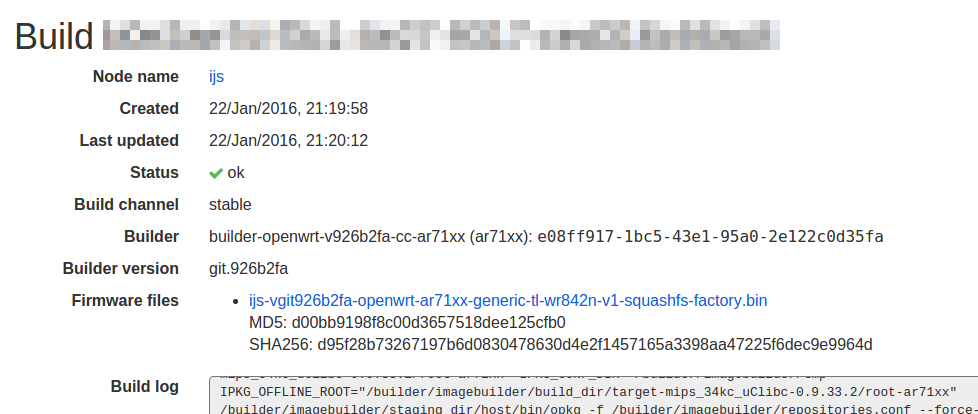 Build
Node name ijs
Created 22/Jan/2016, 21:19:58
Last updated 22/Jan/2016, 21:20:12
Status ok
Build channel stable
Builder builder-openwrt-v926b2fa-cc-ar71xx (ar71xx): e08ff917-1bc5-43e1-95a0-2e122c0d35fa
Builder version git.926b2fa
Firmware files • ijs-vgit926b2fa-openwrt-ar71xx-generic-tl-wr842n-v1-squashfs-factory.bin
MD5: d00bb9198f8c00d3657518dee125cfb0
SHA256: d95f28b73267197b6d0830478630d4e2f1457165a3398aa47225f6dec9e9964d
Build log
IPKG_OFFLINE_ROOT="/builder/imagebuilder/build_dir/target-mips_34kc_uClibc-0.9.33.2/root-ar71xx"
/builder/imagebuilder/staging_dir/host/bin/opkg -f /builder/imagebuilder/repositories.conf --force-